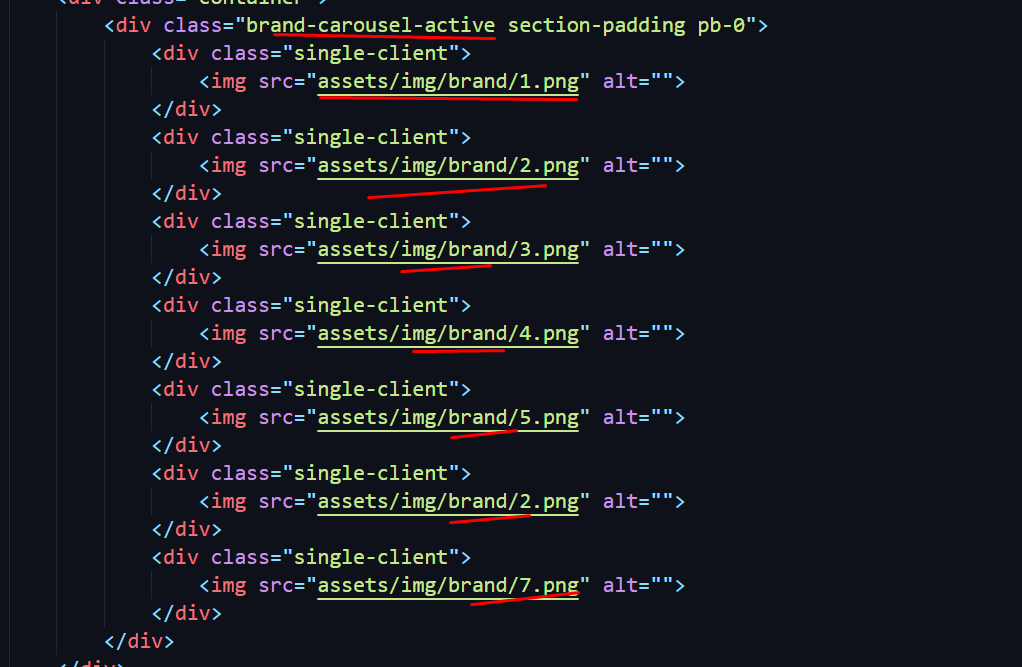 <div class="container">
<div class="brand-carousel-active section-padding pb-0">
<div class="single-client">
<img src="assets/img/brand/1.png" alt="">
</div>
<div class="single-client">
<img src="assets/img/brand/2.png" alt="">
</div>
<div class="single-client">
<img src="assets/img/brand/3.png" alt="">
</div>
<div class="single-client">
<img src="assets/img/brand/4.png" alt="">
</div>
<div class="single-client">
<img src="assets/img/brand/5.png" alt="">
</div>
<div class="single-client">
<img src="assets/img/brand/2.png" alt="">
</div>
<div class="single-client">
<img src="assets/img/brand/7.png" alt="">
</div>
</div>
</div>